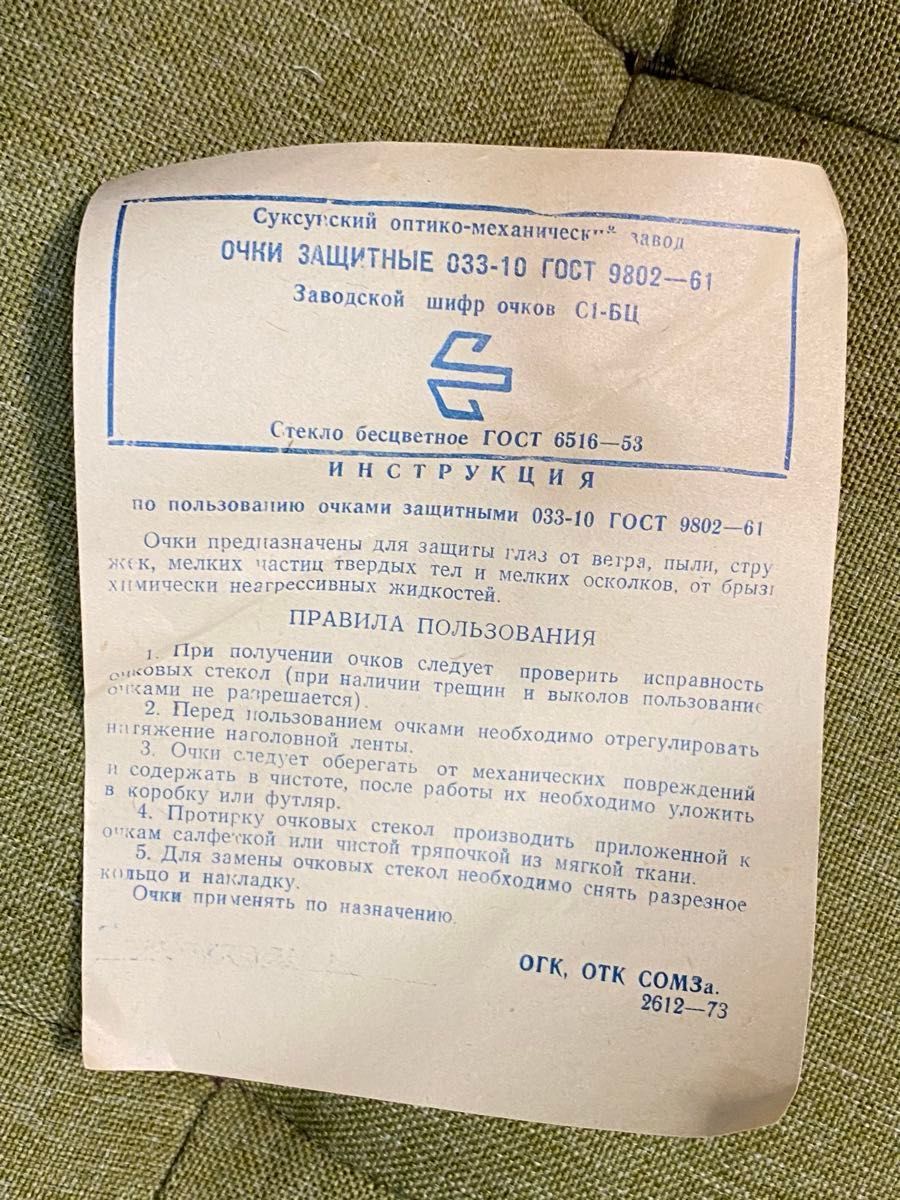 Суксунский оптико-механический завод
ОЧКИ ЗАЩИТНЫЕ ОЗЗ-10 ГОСТ 9802—61
Заводской шифр очков С1-БЦ
Стекло бесцветное ГОСТ 6516—53
ИНСТРУКЦИЯ
по пользованию очками защитными ОЗЗ-10 ГОСТ 9802—61
Очки предназначены для защиты глаз от ветра, пыли, стру
жек, мелких частиц твердых тел и мелких осколков, от брызг
химически неагрессивных жидкостей.
ПРАВИЛА ПОЛЬЗОВАНИЯ
1. При получении очков следует проверить исправность
очковых стекол (при наличии трещин и выколов пользование
очками не разрешается).
2. Перед пользованием очками необходимо отрегулировать
натяжение наголовной ленты.
3. Очки следует оберегать от механических повреждений
и содержать в чистоте, после работы их необходимо уложить
в коробку или футляр.
4. Протирку очковых стекол производить приложенной к
очкам салфеткой или чистой тряпочкой из мягкой ткани.
5. Для замены очковых стекол необходимо снять разрезное
кольцо и накладку.
Очки применять по назначению.
ОГК, ОТК СОМЗа.
2612—73